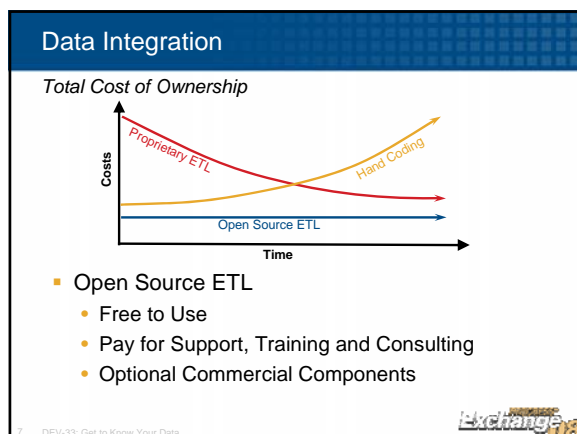 Data Integration
Total Cost of Ownership
Costs
Proprietary ETL
Hand Coding
Open Source ETL
Time
Open Source ETL
Free to Use
Pay for Support, Training and Consulting
Optional Commercial Components
7 DEV-33: Get to Know Your Data
Exchange